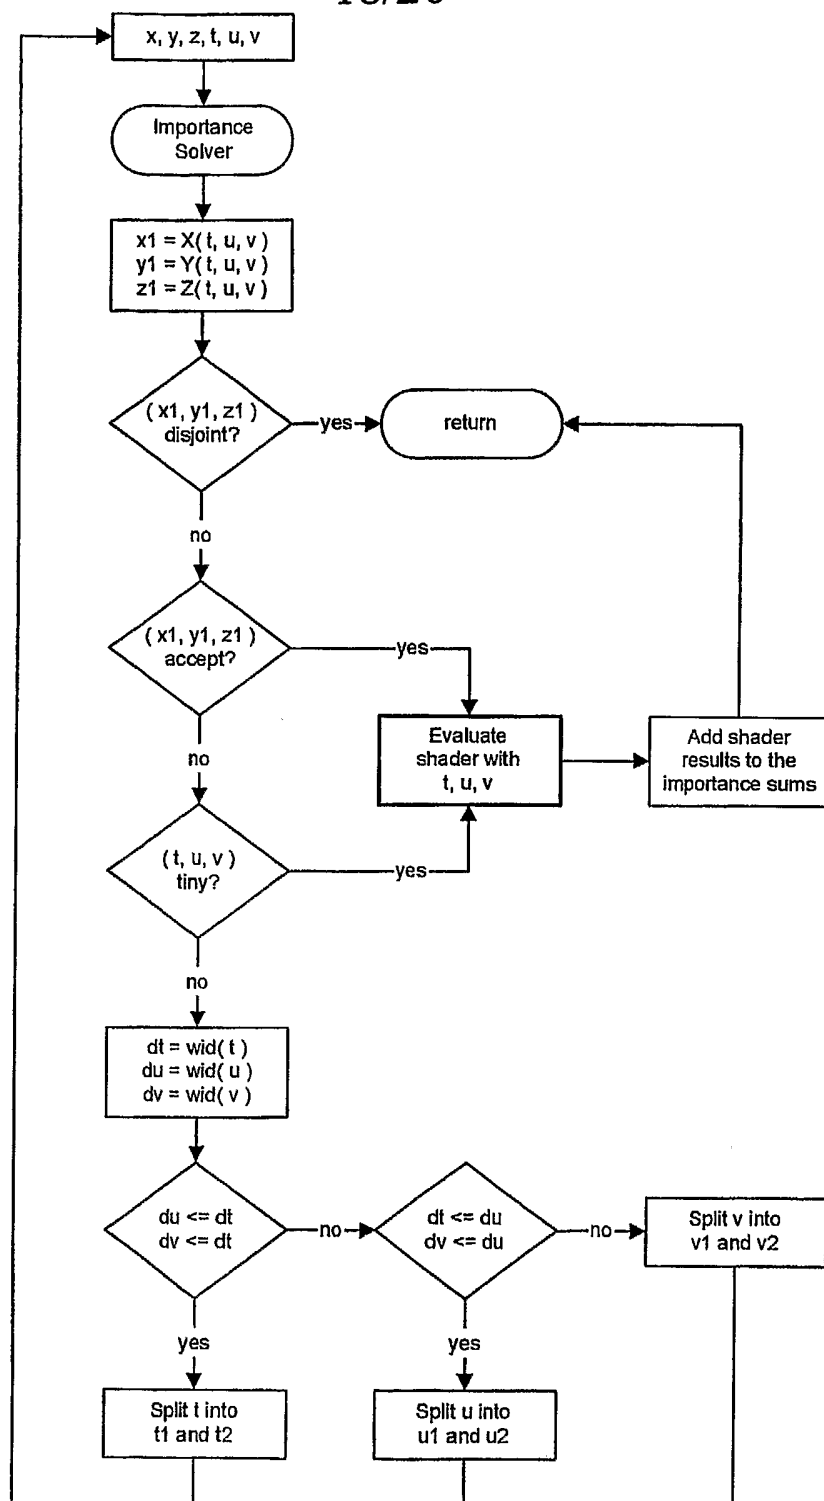 x, y, z, t, u, v
Importance
Solver
x1 = X( t, u, v )
y1 = Y( t, u, v )
z1 = Z( t, u, v )
( x1, y1, z1 )
disjoint?
yes
return
no
( x1, y1, z1 )
accept?
yes
Evaluate
shader with
t, u, v
Add shader
results to the
importance sums
no
( t, u, v )
tiny?
yes
no
dt = wid( t )
du = wid( u )
dv = wid( v )
du <= dt
dv <= dt
no
dt <= du
dv <= du
no
Split v into
v1 and v2
yes
yes
Split t into
t1 and t2
Split u into
u1 and u2